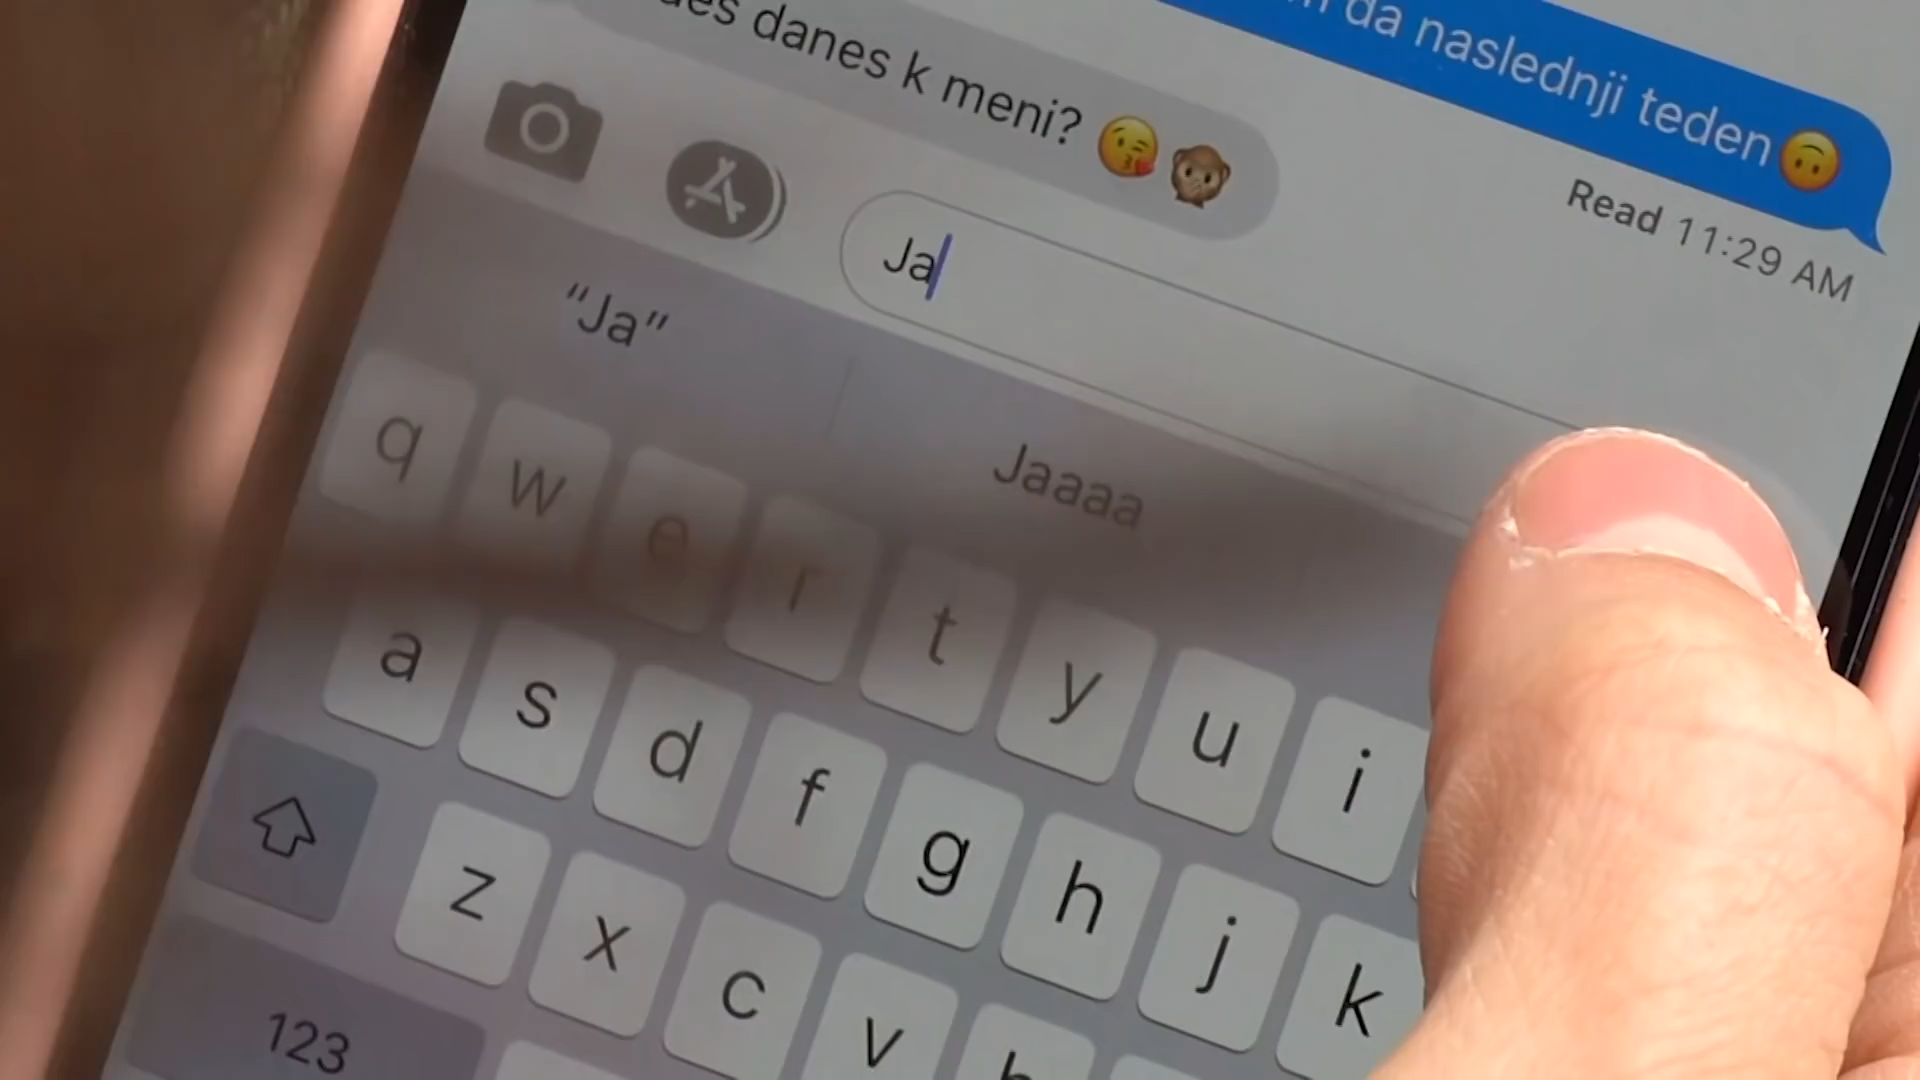 da naslednji teden🙃
Read 11:29 AM
danes k meni? 😘🙊
Ja
“Ja”
Jaaaa
q w e r t y u i
a s d f g h j k
z x c v
123